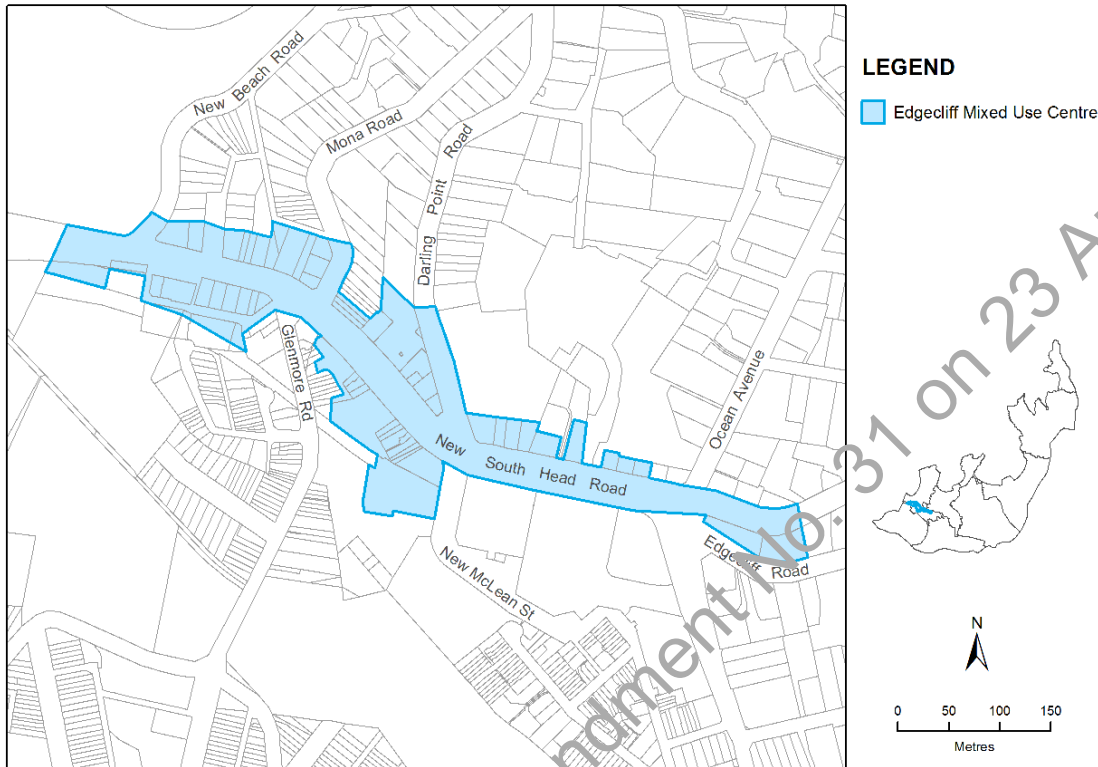 New Beach Road
Mona Road
Darling Point Road
Glenmore Rd
New South Head Road
Ocean Avenue
Edgecliff Road
New McLean St
LEGEND
Edgecliff Mixed Use Centre
N
0 50 100 150
Metres
No. 31 on 23